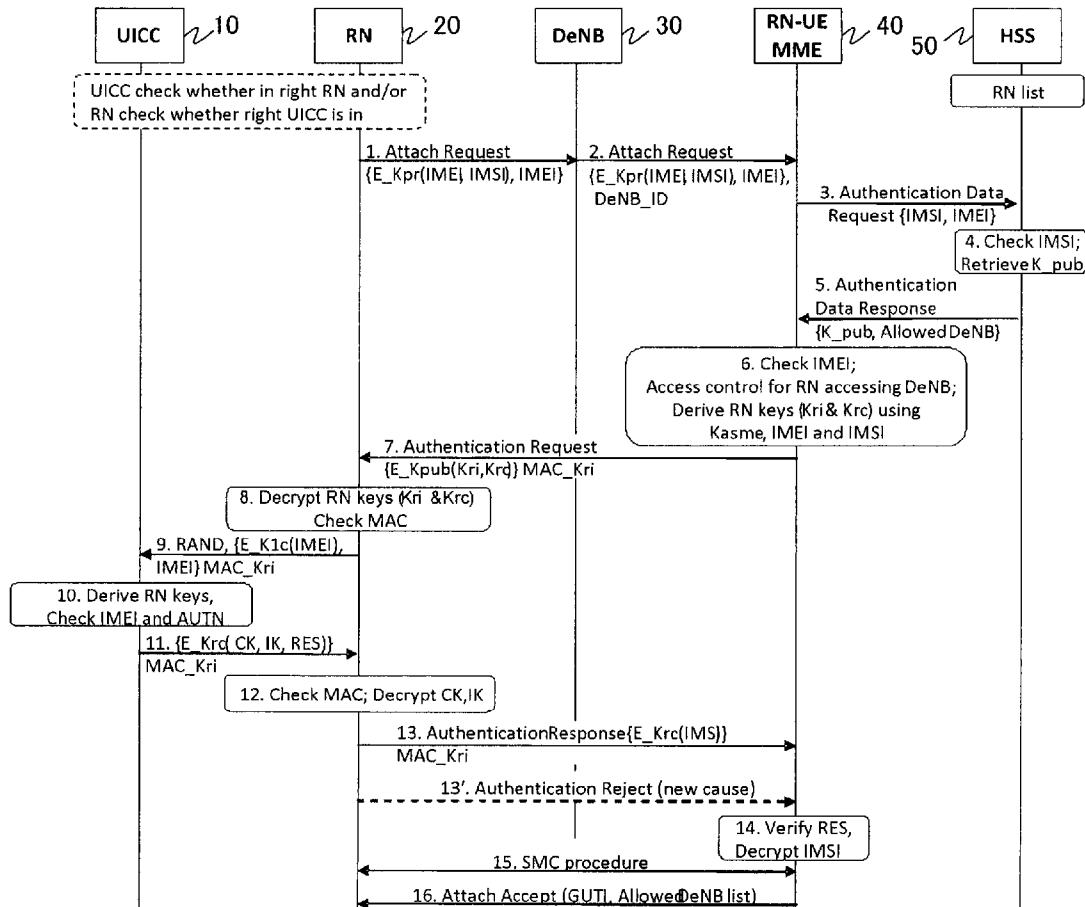 UICC 10
RN 20
DeNB 30
RN-UE MME 40
50 HSS
UICC check whether in right RN and/or
RN check whether right UICC is in
RN list
1. Attach Request
{E_Kpr(IMEI, IMSI), IMEI}
2. Attach Request
{E_Kpr(IMEI, IMSI), IMEI},
DeNB_ID
3. Authentication Data
Request {IMSI, IMEI}
4. Check IMSI;
Retrieve K_pub
5. Authentication
Data Response
{K_pub, Allowed DeNB}
6. Check IMEI;
Access control for RN accessing DeNB;
Derive RN keys (Kri & Krc) using
Kasme, IMEI and IMSI
7. Authentication Request
{E_Kpub(Kri,Krc)} MAC_Kri
8. Decrypt RN keys (Kri &Krc)
Check MAC
9. RAND, {E_K1c(IMEI),
IMEI} MAC_Kri
10. Derive RN keys,
Check IMEI and AUTN
11. {E_Krc( CK, IK, RES)}
MAC_Kri
12. Check MAC; Decrypt CK,IK
13. AuthenticationResponse{E_Krc(IMS)}
MAC_Kri
13'. Authentication Reject (new cause)
14. Verify RES,
Decrypt IMSI
15. SMC procedure
16. Attach Accept (GUTI, Allowed DeNB list)